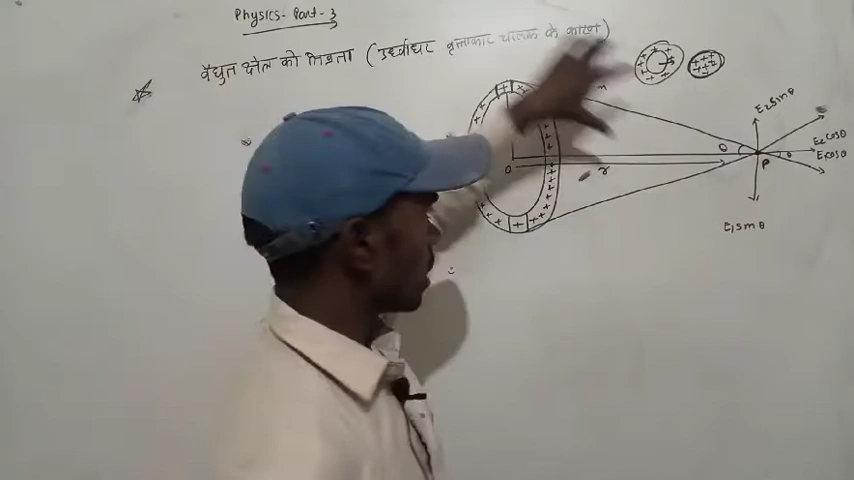 Physics- Part- 3
वैधुत क्षेत्र की तिव्रता ( उर्ध्वाधर वृत्ताकार चालक के कारण )
E₂sinθ
E₂cosθ
E₁cosθ
θ
θ
P
O
r
E₁sinθ